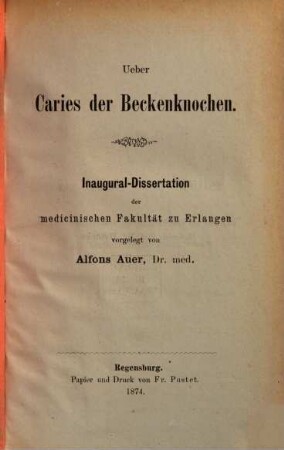 Ueber
Caries der Beckenknochen.
Inaugural-Dissertation
der
medicinischen Fakultät zu Erlangen
vorgelegt von
Alfons Auer, Dr. med.
Regensburg.
Papier und Druck von Fr. Pustet.
1874.